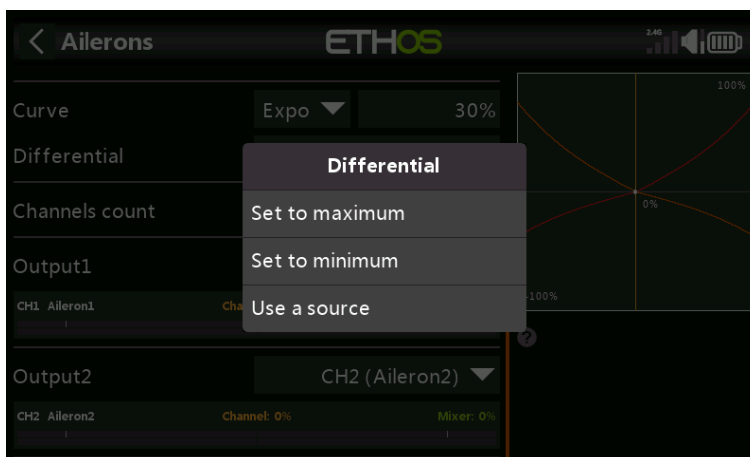 Ailerons
ETHOS
2.4G
Curve
Expo
30%
100%
Differential
Differential
Set to maximum
Set to minimum
Use a source
Channels count
0%
Output1
CH1 Aileron1
Cha
-100%
?
Output2
CH2 (Aileron2)
CH2 Aileron2
Channel: 0%
Mixer: 0%